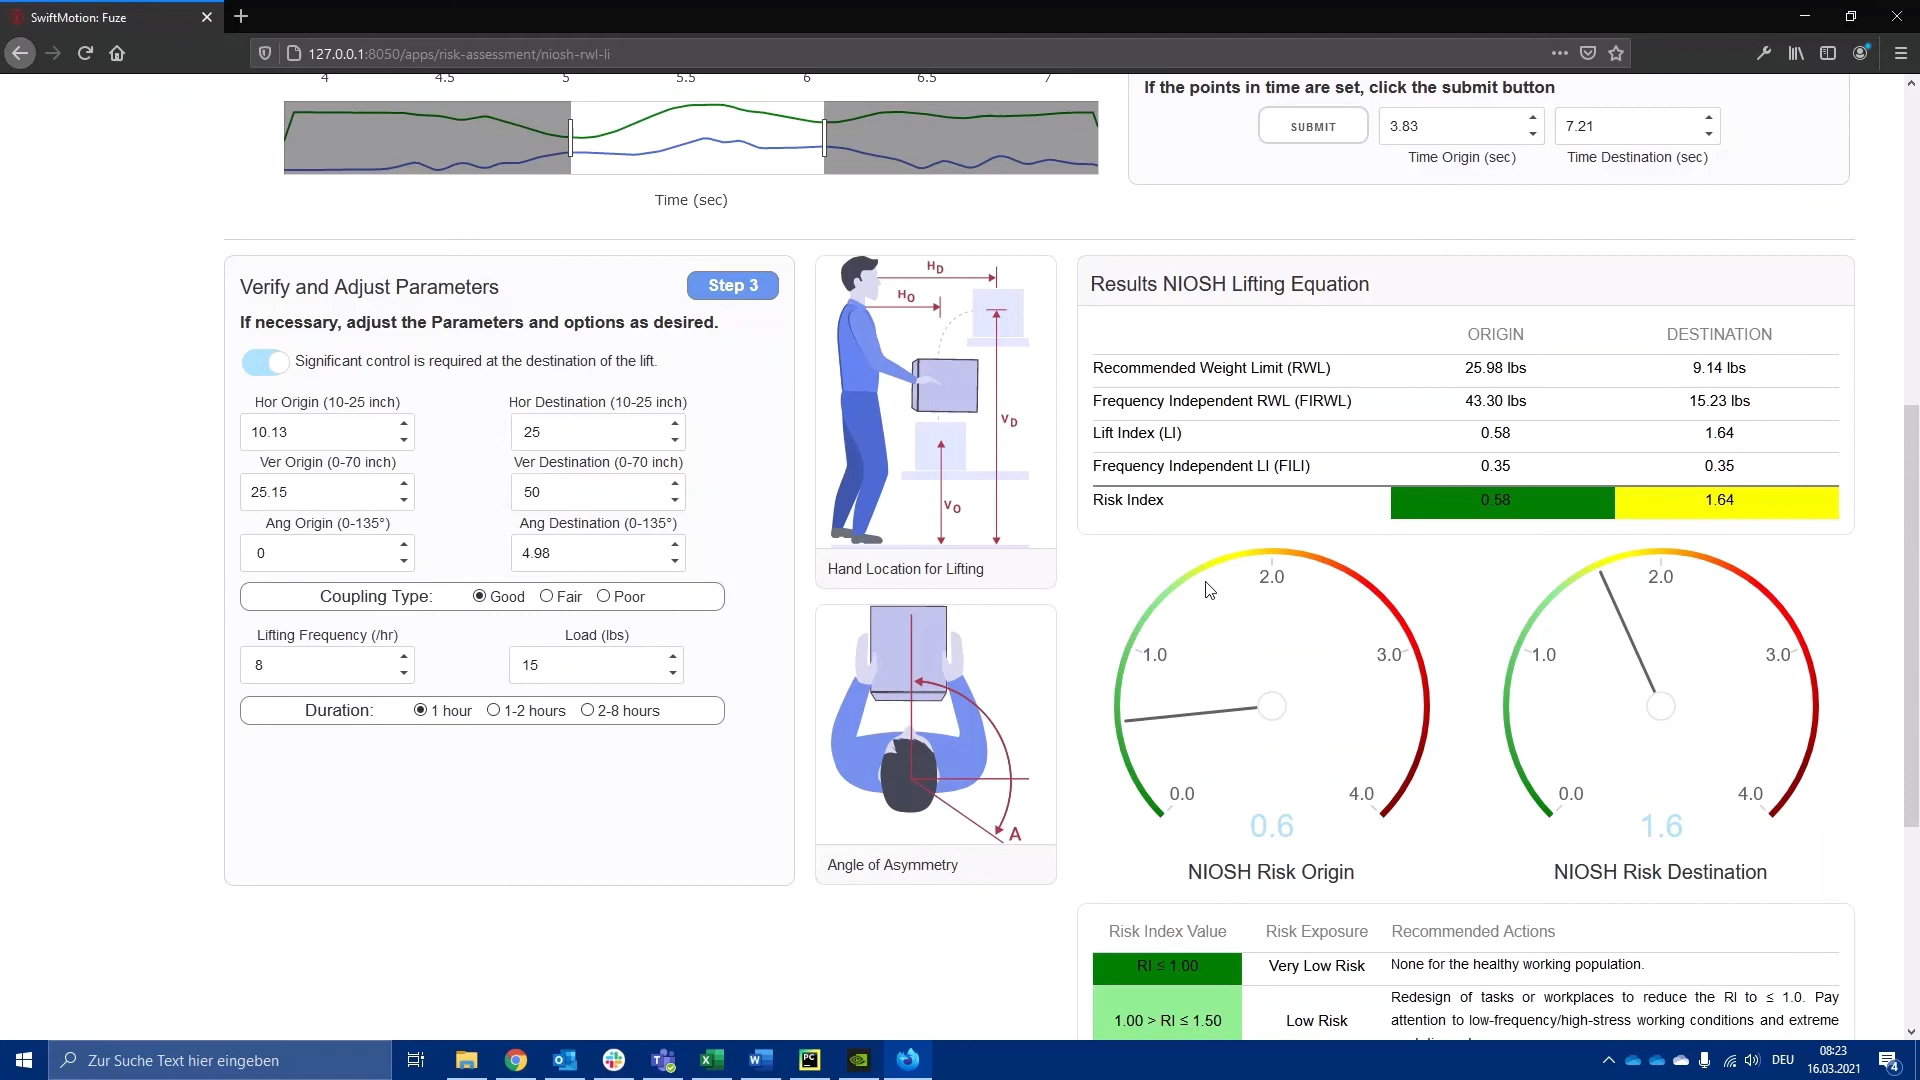 SwiftMotion: Fuze
127.0.0.1:8050/apps/risk-assessment/niosh-rwl-li
4 4.5 5 5.5 6 6.5 7
Time (sec)
If the points in time are set, click the submit button
SUBMIT 3.83 7.21
Time Origin (sec) Time Destination (sec)
Verify and Adjust Parameters Step 3
If necessary, adjust the Parameters and options as desired.
Significant control is required at the destination of the lift.
Hor Origin (10-25 inch) Hor Destination (10-25 inch)
10.13 25
Ver Origin (0-70 inch) Ver Destination (0-70 inch)
25.15 50
Ang Origin (0-135°) Ang Destination (0-135°)
0 4.98
Coupling Type: Good Fair Poor
Lifting Frequency (/hr) Load (lbs)
8 15
Duration: 1 hour 1-2 hours 2-8 hours
HD
HO
VD
VO
Hand Location for Lifting
A
Angle of Asymmetry
Results NIOSH Lifting Equation
ORIGIN DESTINATION
Recommended Weight Limit (RWL) 25.98 lbs 9.14 lbs
Frequency Independent RWL (FIRWL) 43.30 lbs 15.23 lbs
Lift Index (LI) 0.58 1.64
Frequency Independent LI (FILI) 0.35 0.35
Risk Index 0.58 1.64
2.0 2.0
1.0 3.0 1.0 3.0
0.0 4.0 0.0 4.0
0.6 1.6
NIOSH Risk Origin NIOSH Risk Destination
Risk Index Value Risk Exposure Recommended Actions
RI ≤ 1.00 Very Low Risk None for the healthy working population.
Redesign of tasks or workplaces to reduce the RI to ≤ 1.0. Pay
1.00 > RI ≤ 1.50 Low Risk attention to low-frequency/high-stress working conditions and extreme
Zur Suche Text hier eingeben
DEU
08:23
16.03.2021
4